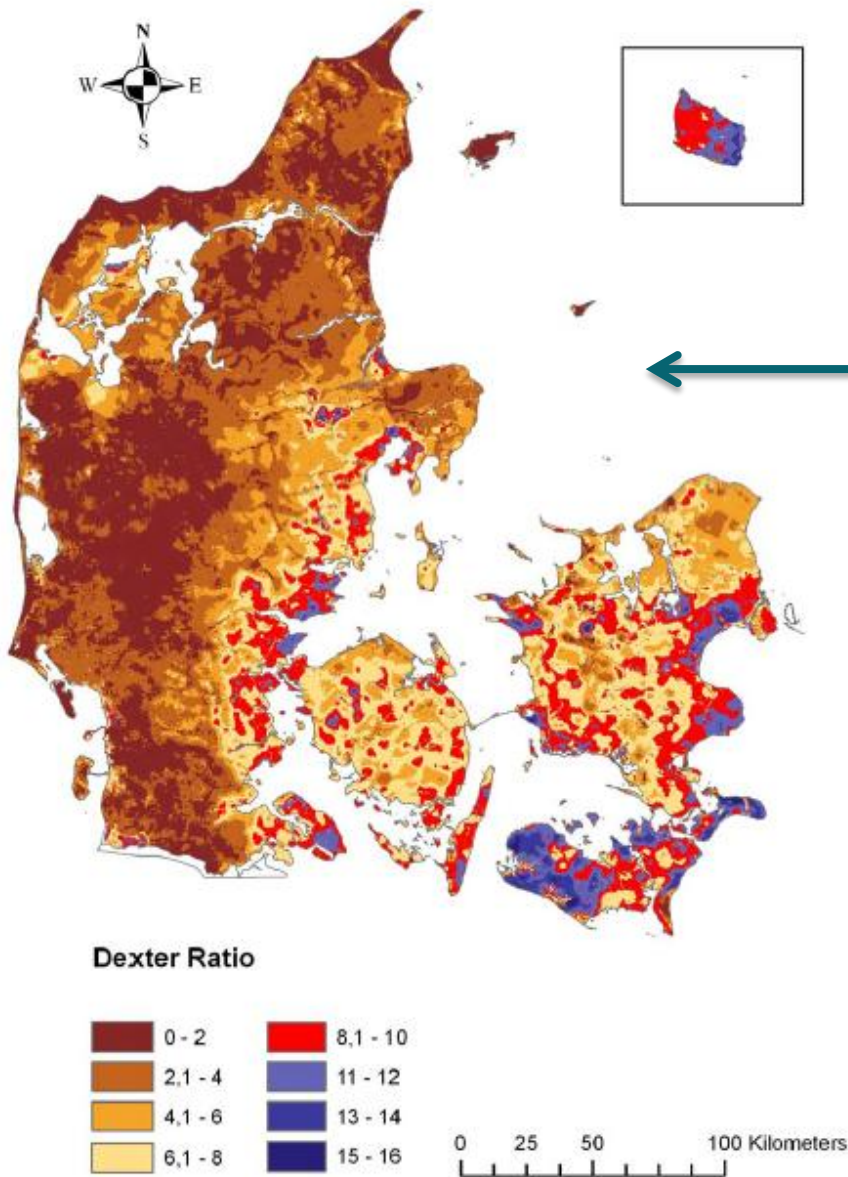 N
W E
S
Dexter Ratio
0 - 2
2,1 - 4
4,1 - 6
6,1 - 8
8,1 - 10
11 - 12
13 - 14
15 - 16
0 25 50 100 Kilometers